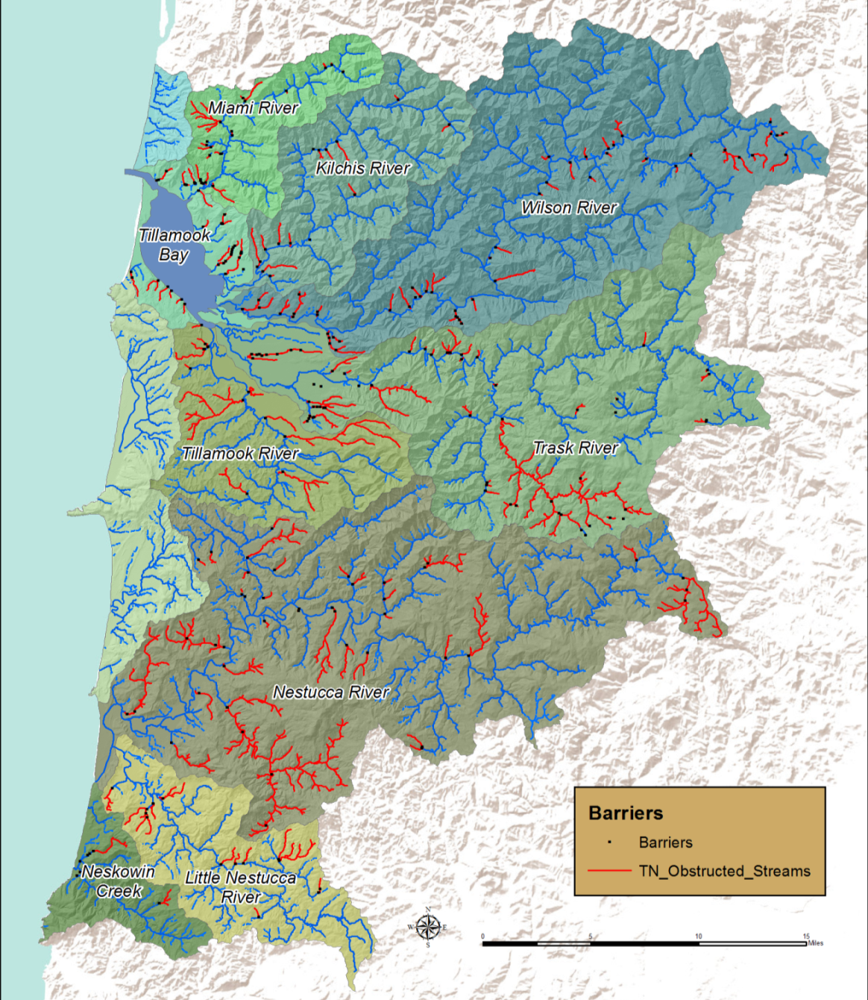 Miami River
Kilchis River
Wilson River
Tillamook
Bay
Trask River
Tillamook River
Nestucca River
Barriers
Barriers
TN_Obstructed_Streams
Neskowin
Creek
Little Nestucca
River
N
W E
S
0 5 10 15
Miles